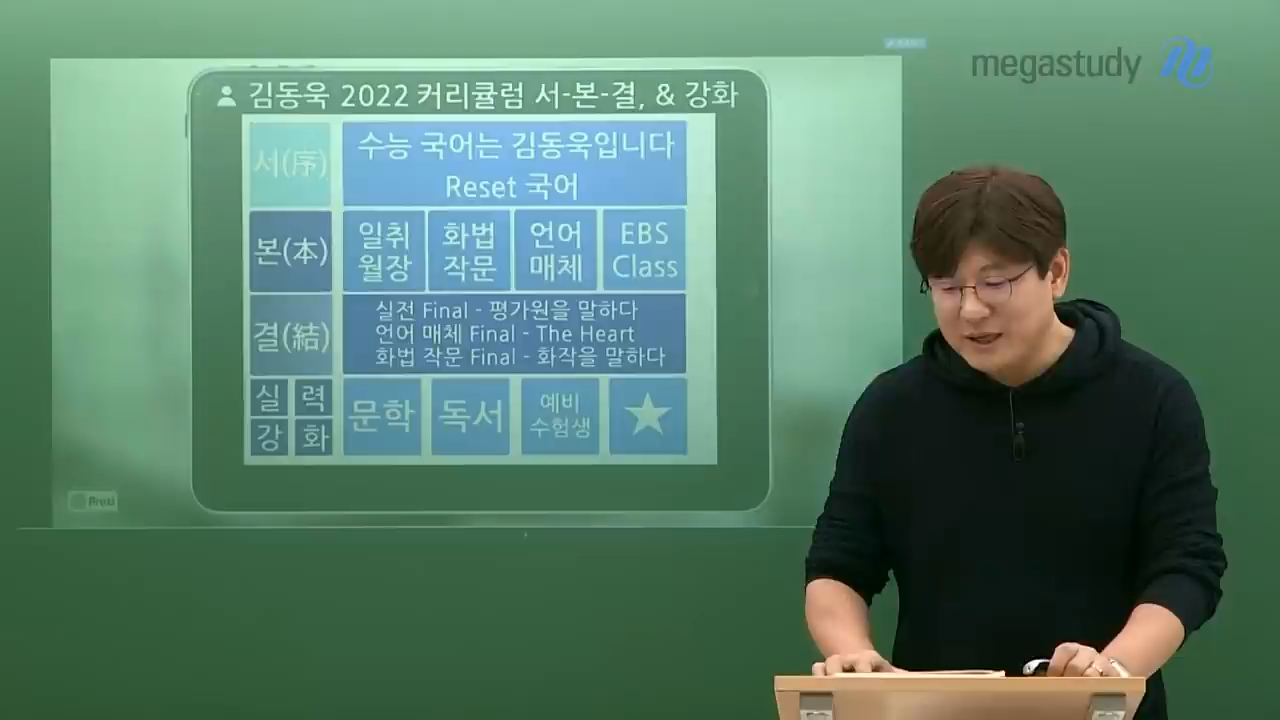 megastudy
김동욱 2022 커리큘럼 서-본-결, & 강화
서(序)
수능 국어는 김동욱입니다
Reset 국어
본(本)
일취
월장
화법
작문
언어
매체
EBS
Class
결(結)
실전 Final - 평가원을 말하다
언어 매체 Final - The Heart
화법 작문 Final - 화작을 말하다
실 력
강 화
문학
독서
예비
수험생
Prezi